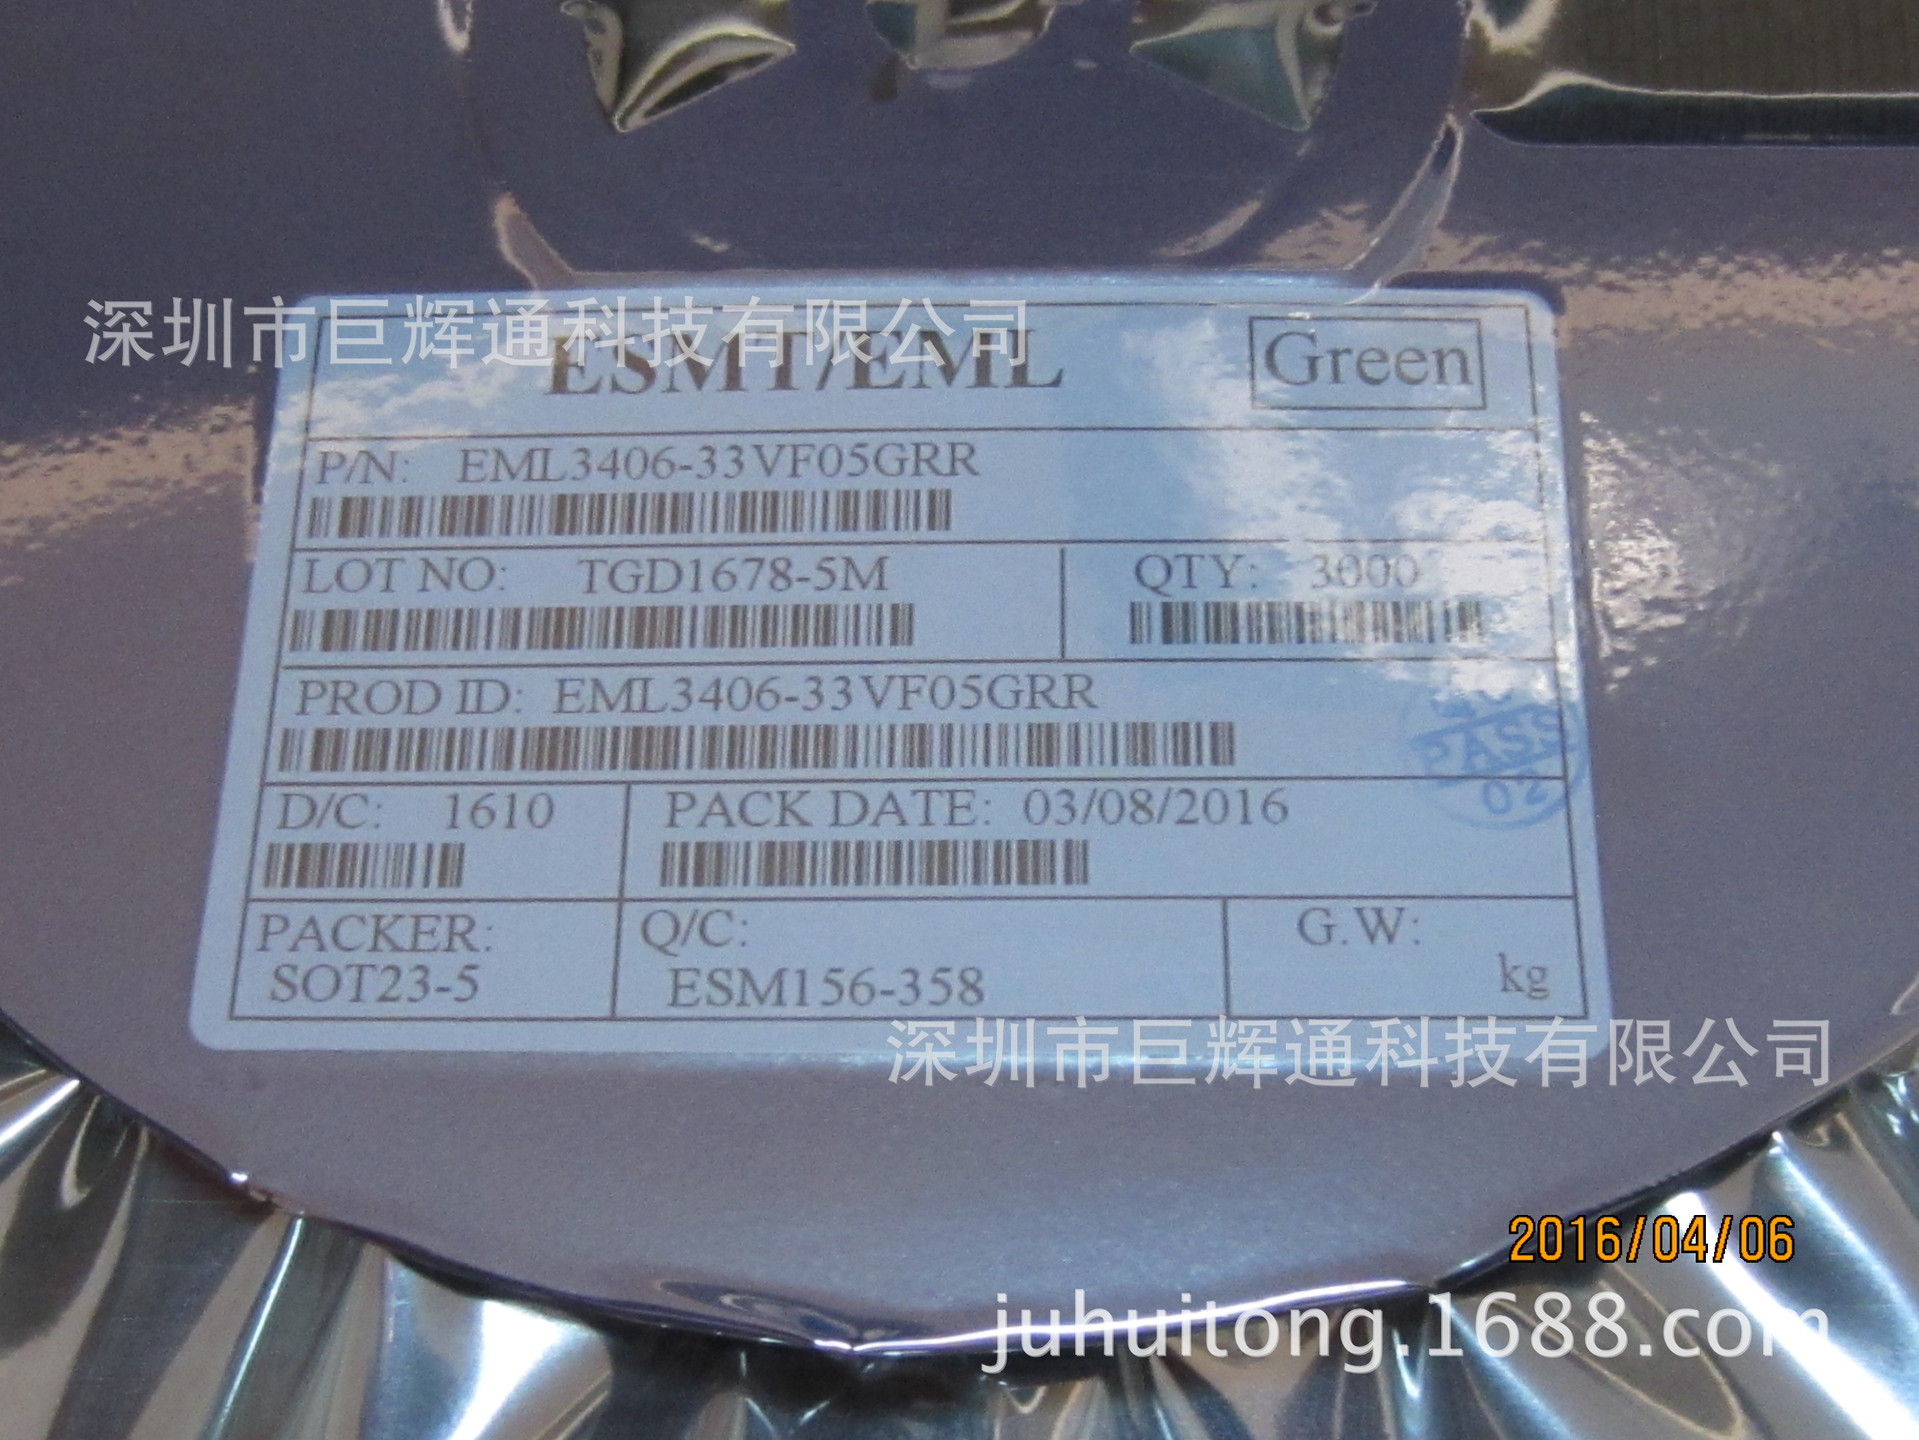 深圳市巨辉通科技有限公司
ESMT/EML
Green
P/N: EML3406-33VF05GRR
LOT NO: TGD1678-5M
QTY: 3000
PROD ID: EML3406-33VF05GRR
PASS
02
D/C: 1610
PACK DATE: 03/08/2016
PACKER:
SOT23-5
Q/C:
ESM156-358
G.W:
kg
深圳市巨辉通科技有限公司
2016/04/06
juhuitong.1688.com